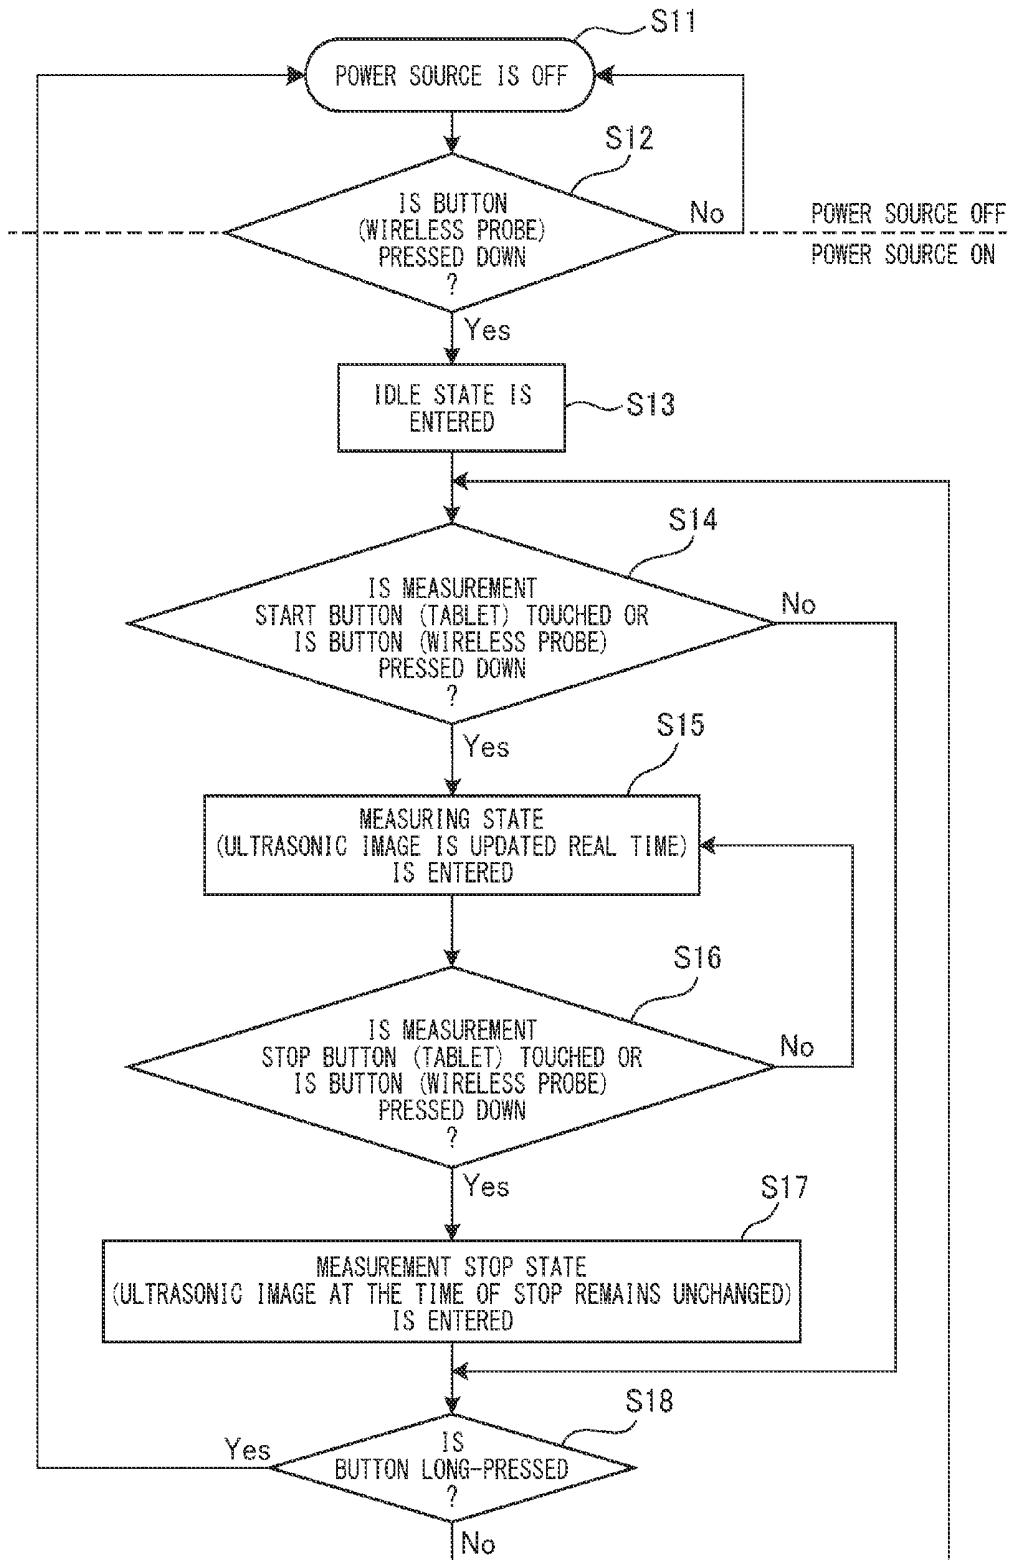 S11
POWER SOURCE IS OFF
S12
IS BUTTON
(WIRELESS PROBE)
PRESSED DOWN
?
No
POWER SOURCE OFF
POWER SOURCE ON
Yes
IDLE STATE IS
ENTERED
S13
S14
IS MEASUREMENT
START BUTTON (TABLET) TOUCHED OR
IS BUTTON (WIRELESS PROBE)
PRESSED DOWN
?
No
Yes
S15
MEASURING STATE
(ULTRASONIC IMAGE IS UPDATED REAL TIME)
IS ENTERED
S16
IS MEASUREMENT
STOP BUTTON (TABLET) TOUCHED OR
IS BUTTON (WIRELESS PROBE)
PRESSED DOWN
?
No
Yes
S17
MEASUREMENT STOP STATE
(ULTRASONIC IMAGE AT THE TIME OF STOP REMAINS UNCHANGED)
IS ENTERED
S18
Yes
IS
BUTTON LONG-PRESSED
?
No